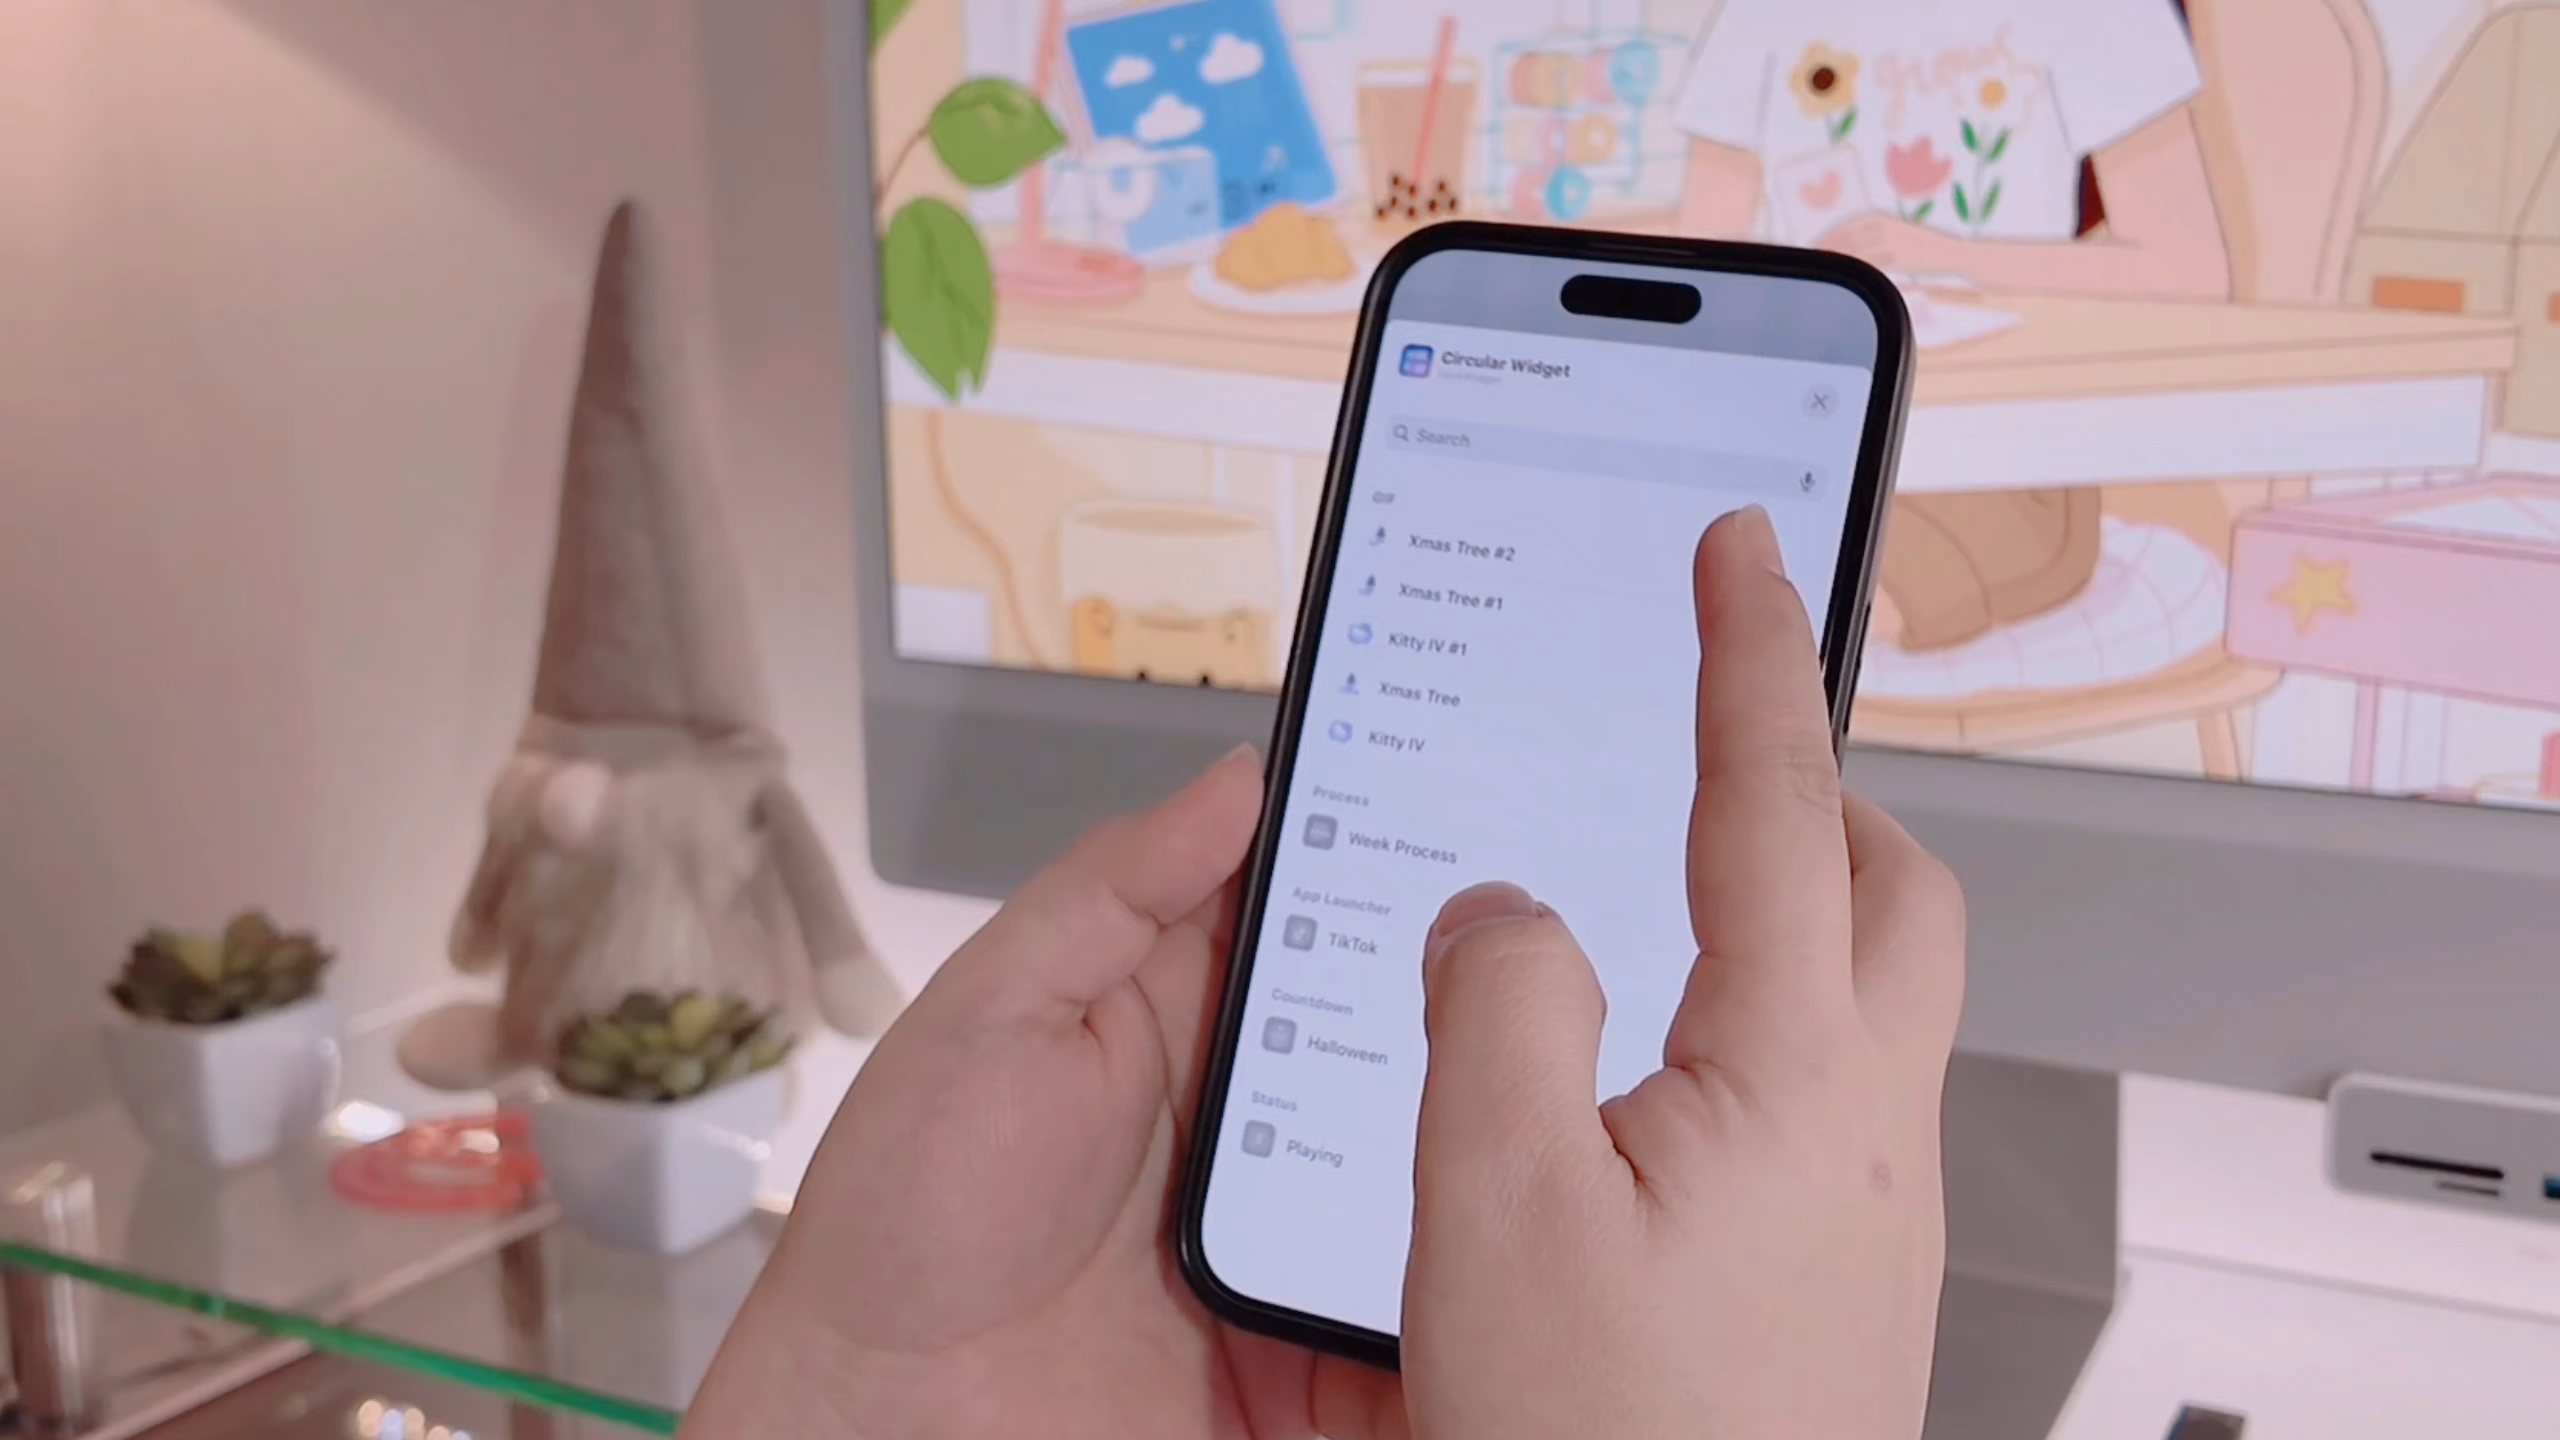 grow!
Circular Widget
Search
GIF
Xmas Tree #2
Xmas Tree #1
Kitty IV #1
Xmas Tree
Kitty IV
Process
Week Process
App Launcher
TikTok
Countdown
Halloween
Status
Playing